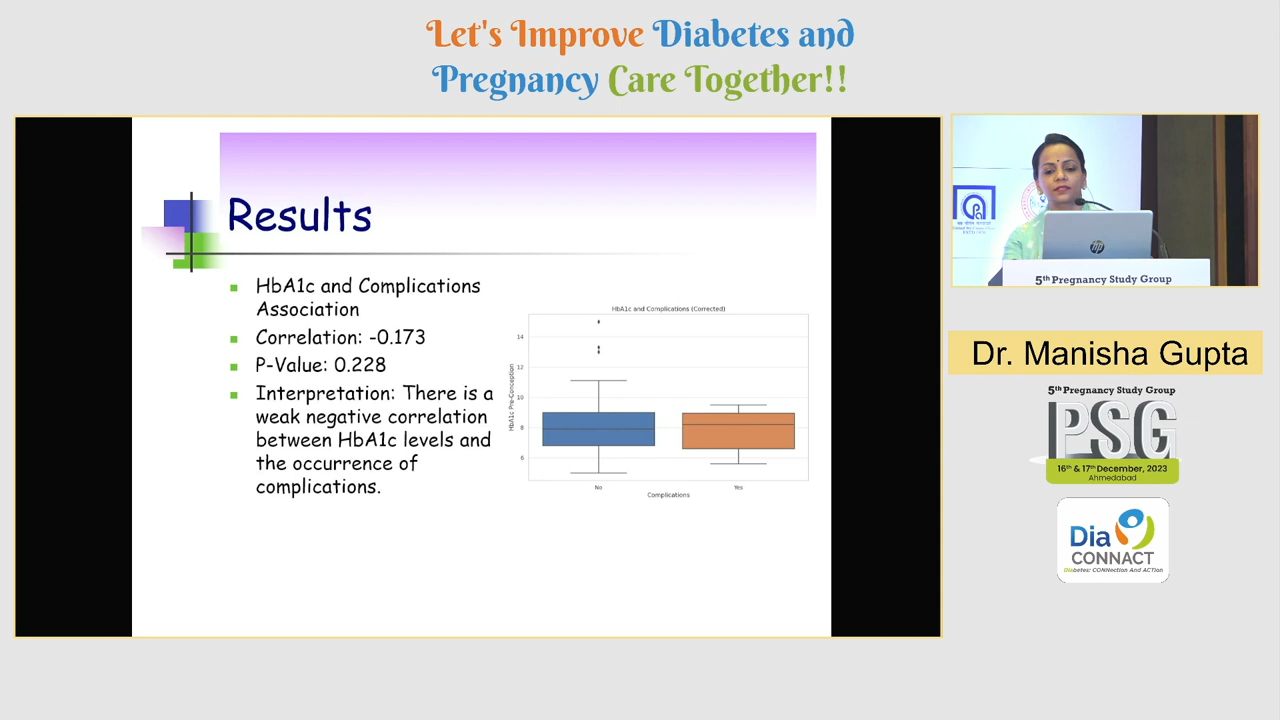 Let's Improve Diabetes and
Pregnancy Care Together!!
Results
HbA1c and Complications
Association
Correlation: -0.173
P-Value: 0.228
Interpretation: There is a
weak negative correlation
between HbA1c levels and
the occurrence of
complications.
HbA1c and Complications (Corrected)
HbA1c Pre-Conception
14
12
10
8
6
No
Yes
Complications
hp
5th Pregnancy Study Group
Dr. Manisha Gupta
5th Pregnancy Study Group
PSG
16th & 17th December, 2023
Ahmedabad
Dia
CONNACT
Diabetes: CONNection And ACTion